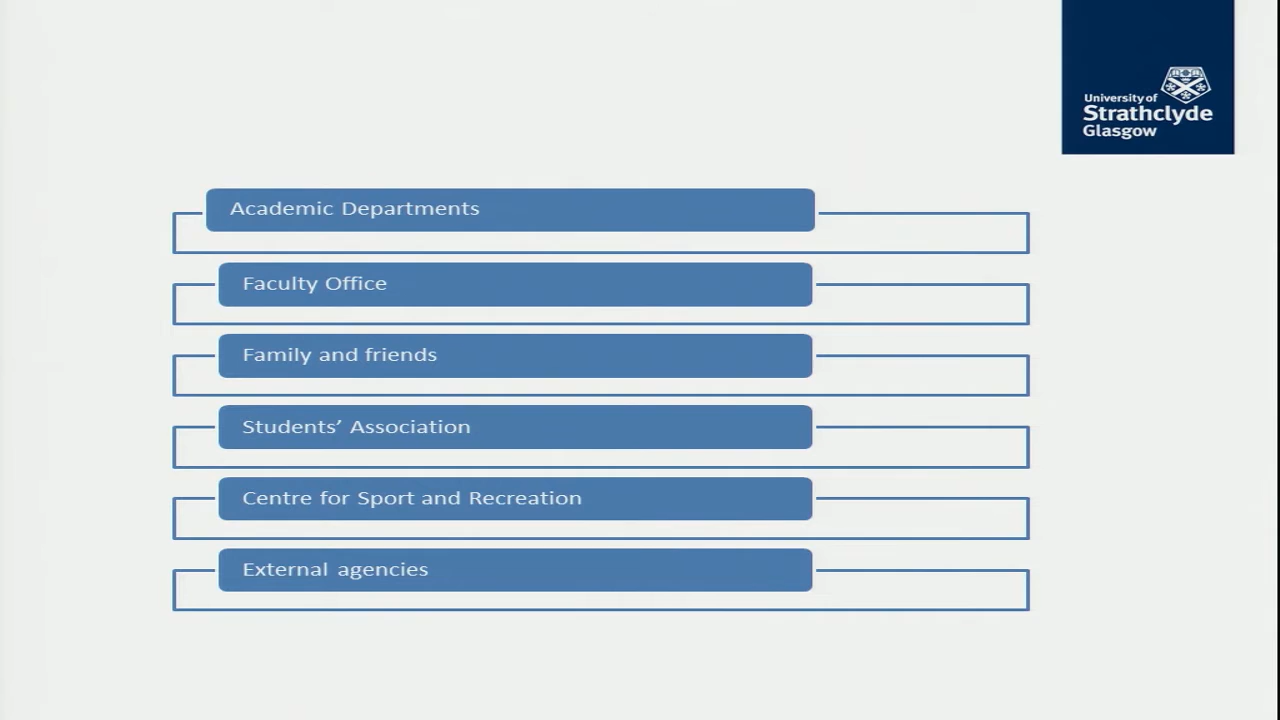 University of
Strathclyde
Glasgow
Academic Departments
Faculty Office
Family and friends
Students’ Association
Centre for Sport and Recreation
External agencies